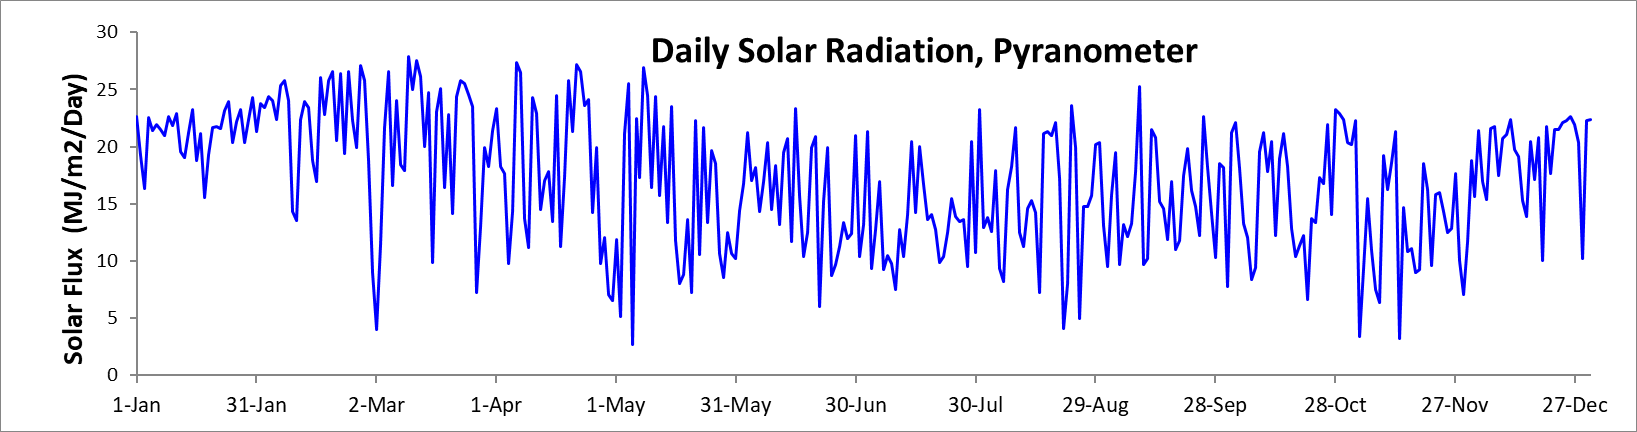 Daily Solar Radiation, Pyranometer
Solar Flux (MJ/m2/Day)
30
25
20
15
10
5
0
1-Jan 31-Jan 2-Mar 1-Apr 1-May 31-May 30-Jun 30-Jul 29-Aug 28-Sep 28-Oct 27-Nov 27-Dec